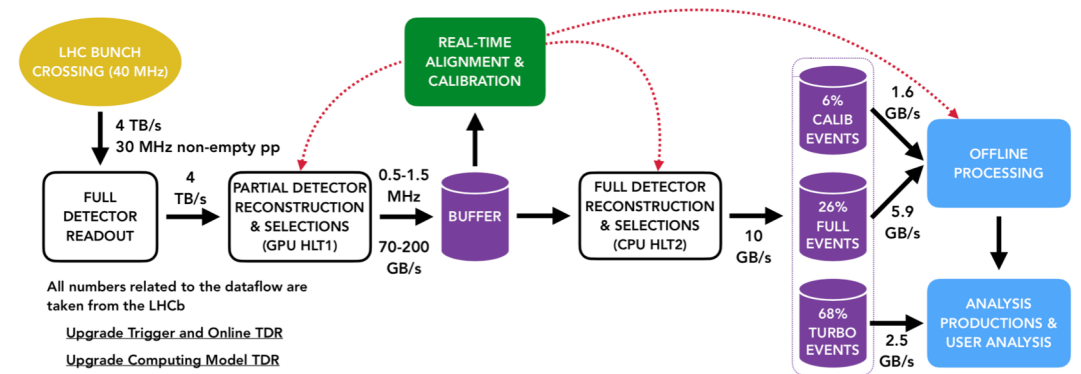 LHC BUNCH
CROSSING (40 MHz)
4 TB/s
30 MHz non-empty pp
FULL
DETECTOR
READOUT
4
TB/s
PARTIAL DETECTOR
RECONSTRUCTION
& SELECTIONS
(GPU HLT1)
0.5-1.5
MHz
70-200
GB/s
REAL-TIME
ALIGNMENT &
CALIBRATION
BUFFER
FULL DETECTOR
RECONSTRUCTION
& SELECTIONS
(CPU HLT2)
10
GB/s
6%
CALIB
EVENTS
26%
FULL
EVENTS
68%
TURBO
EVENTS
1.6
GB/s
5.9
GB/s
2.5
GB/s
OFFLINE
PROCESSING
ANALYSIS
PRODUCTIONS &
USER ANALYSIS
All numbers related to the dataflow are
taken from the LHCb
Upgrade Trigger and Online TDR
Upgrade Computing Model TDR